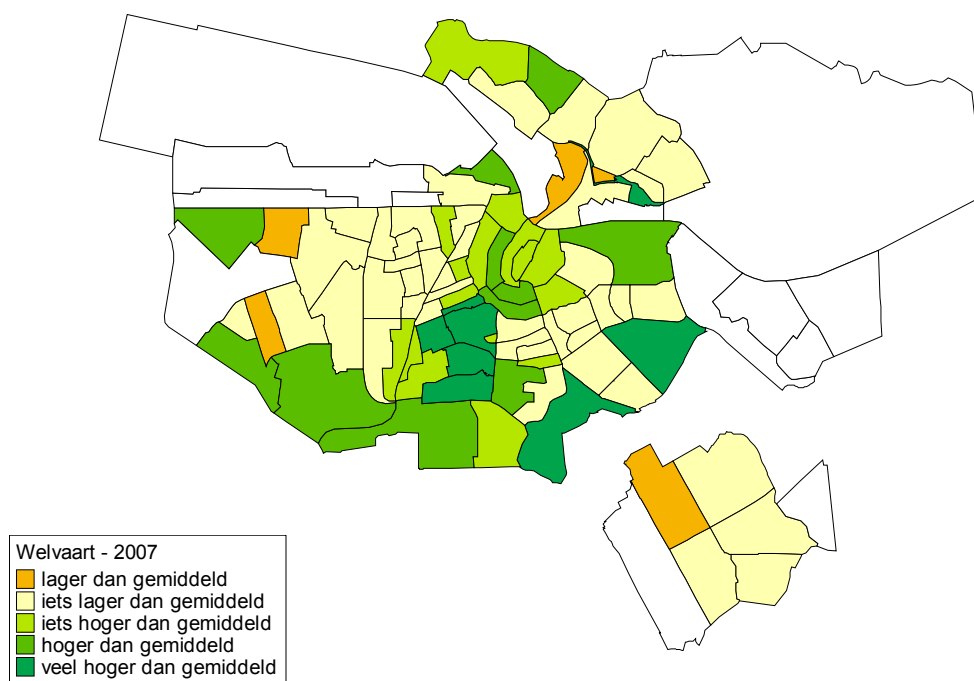 Welvaart - 2007
lager dan gemiddeld
iets lager dan gemiddeld
iets hoger dan gemiddeld
hoger dan gemiddeld
veel hoger dan gemiddeld